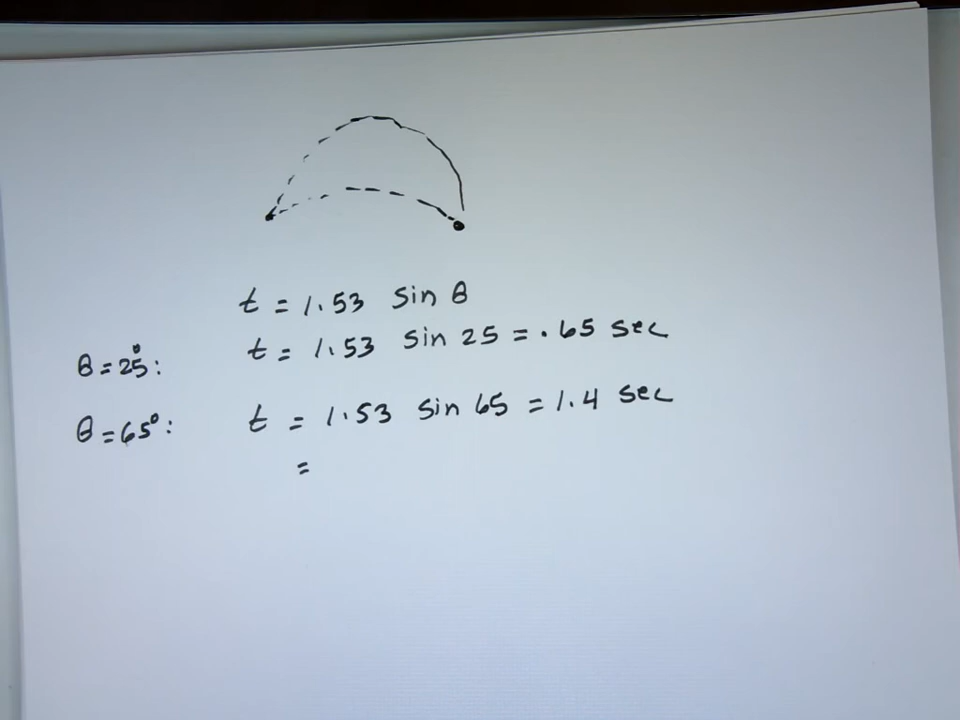 t = 1.53 sin θ
θ = 25°: t = 1.53 sin 25 = .65 sec
θ = 65°: t = 1.53 sin 65 = 1.4 sec
=